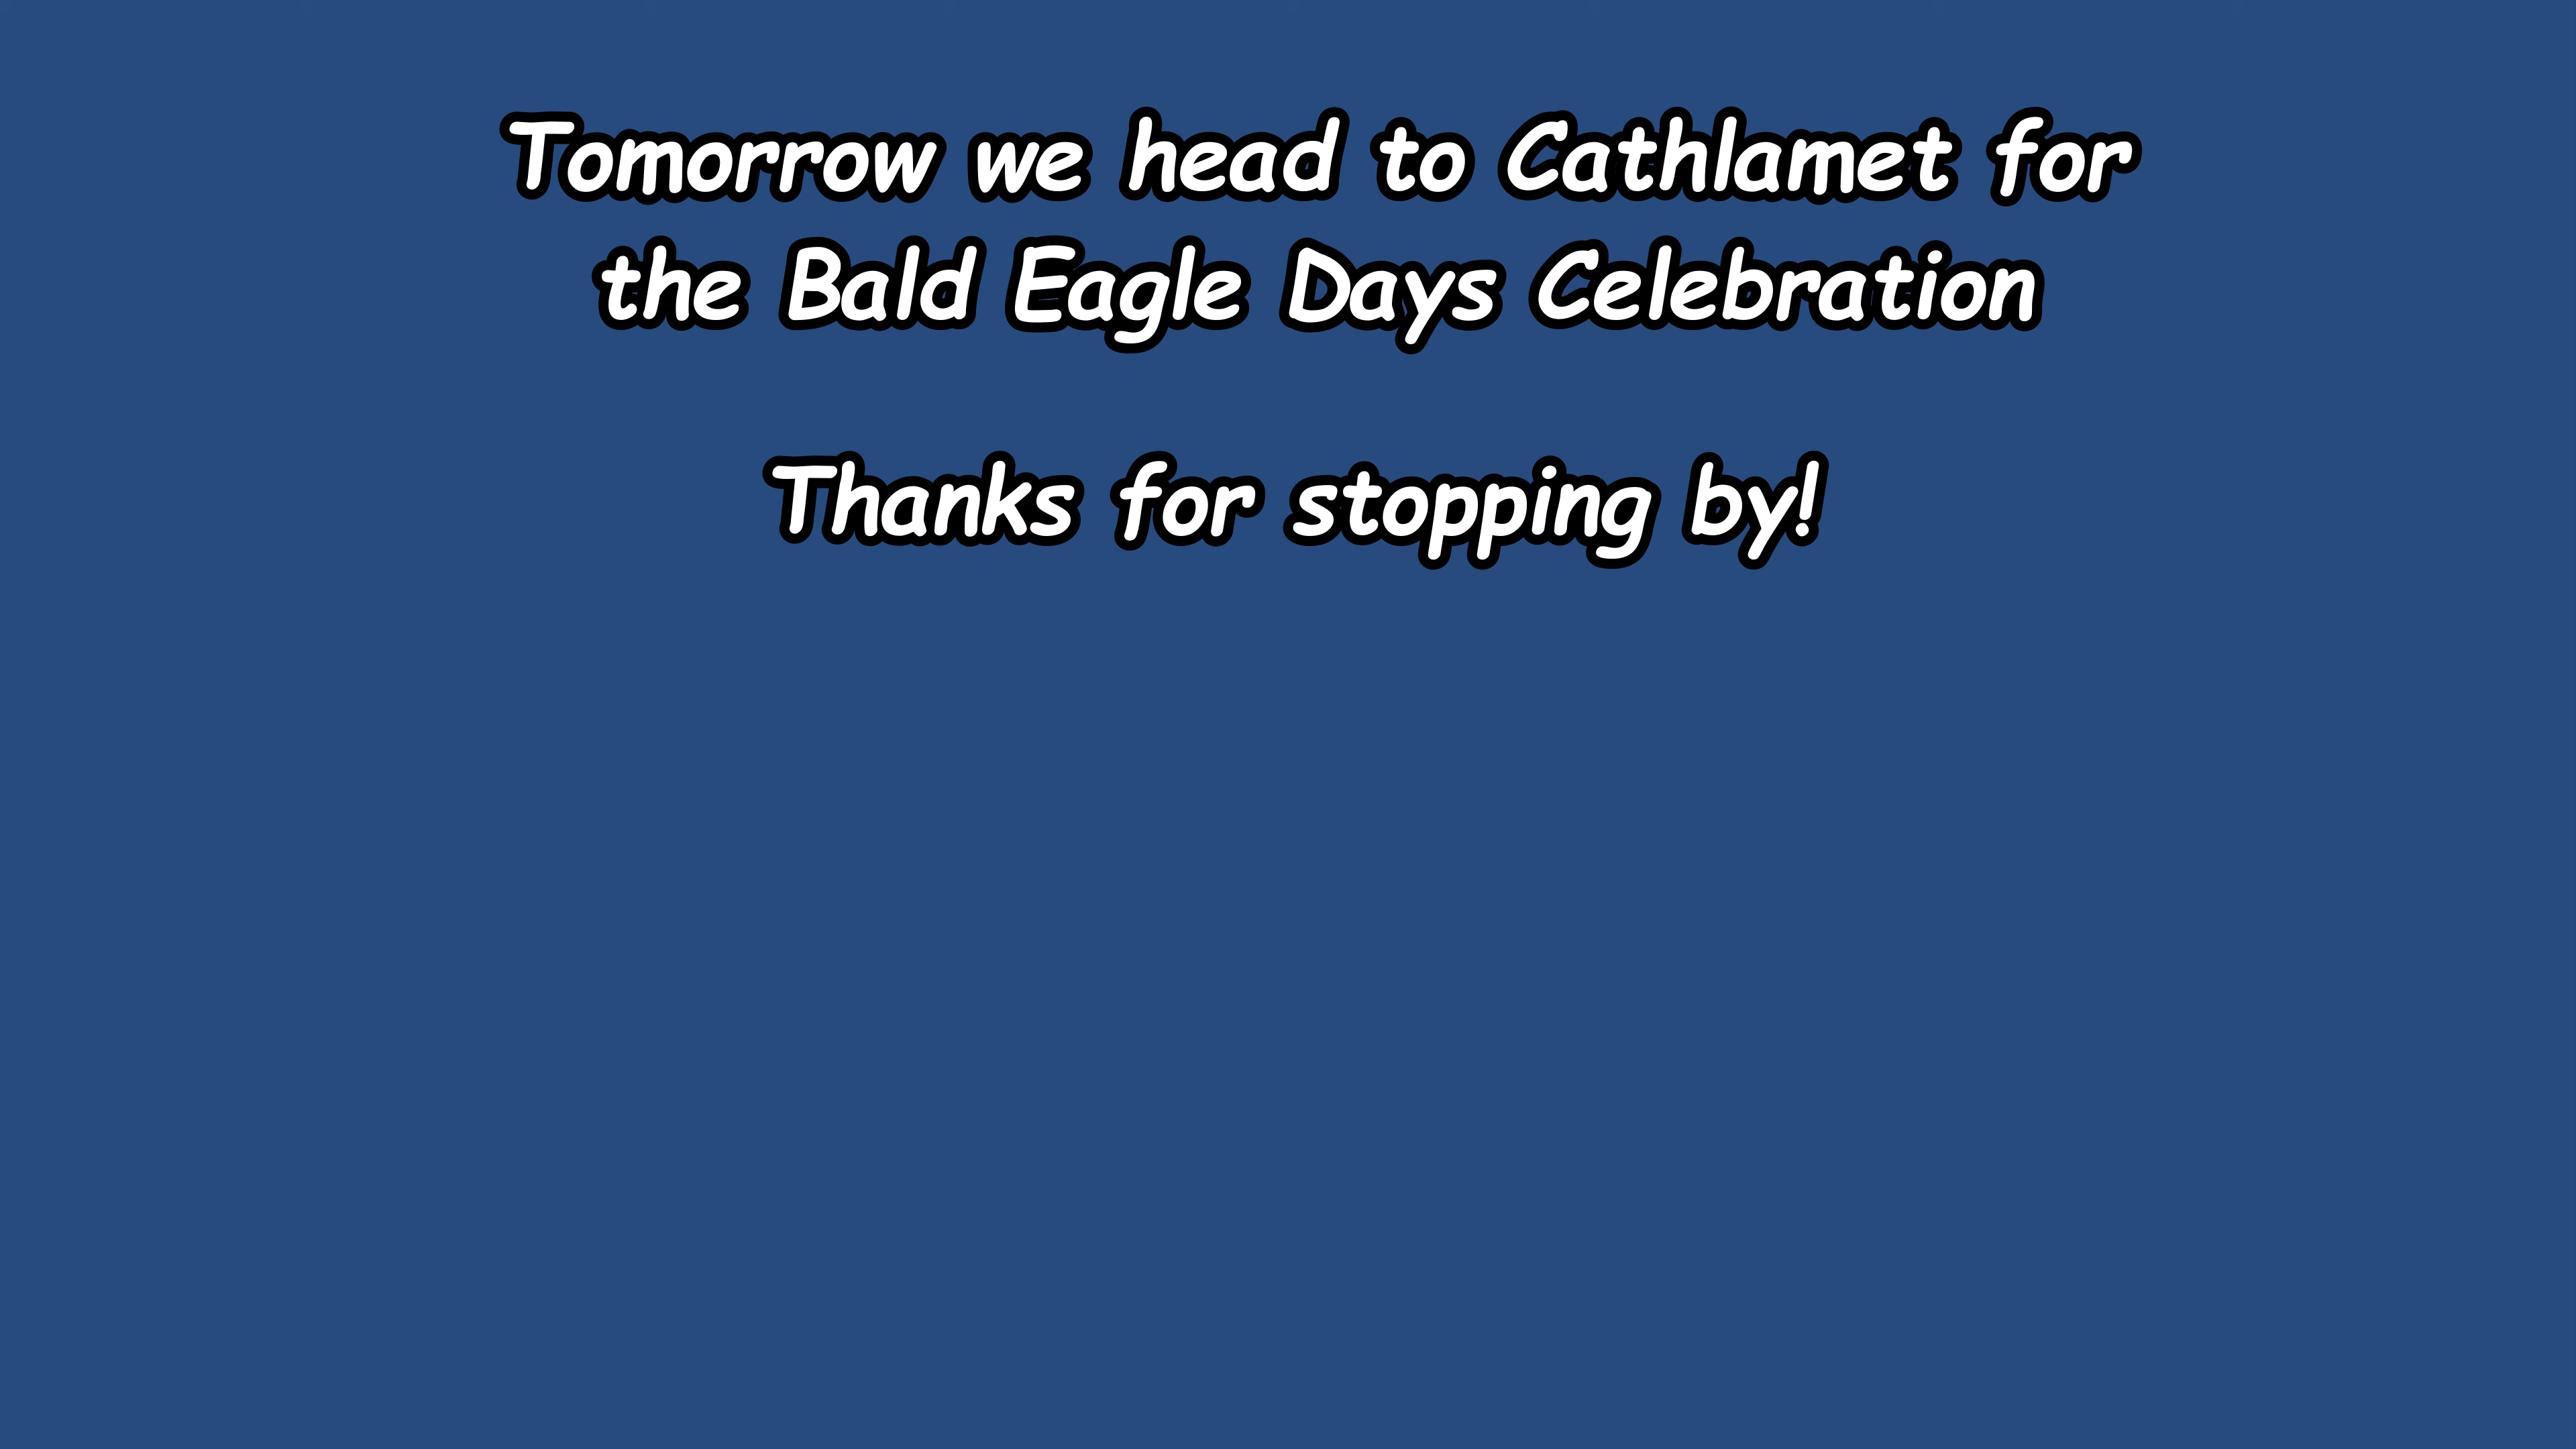 Tomorrow we head to Cathlamet for
the Bald Eagle Days Celebration
Thanks for stopping by!